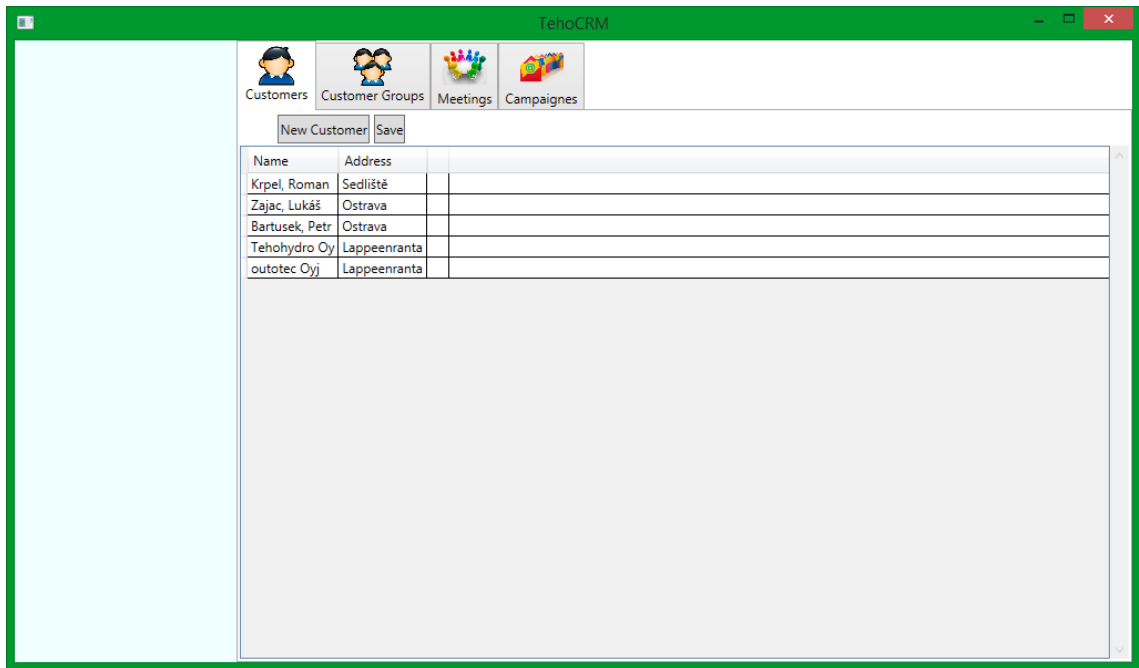 TehoCRM
Customers Customer Groups Meetings Campaignes
New Customer Save
Name Address
Krpel, Roman Sedliště
Zajac, Lukáš Ostrava
Bartusek, Petr Ostrava
Tehohydro Oy Lappeenranta
outotec Oyj Lappeenranta